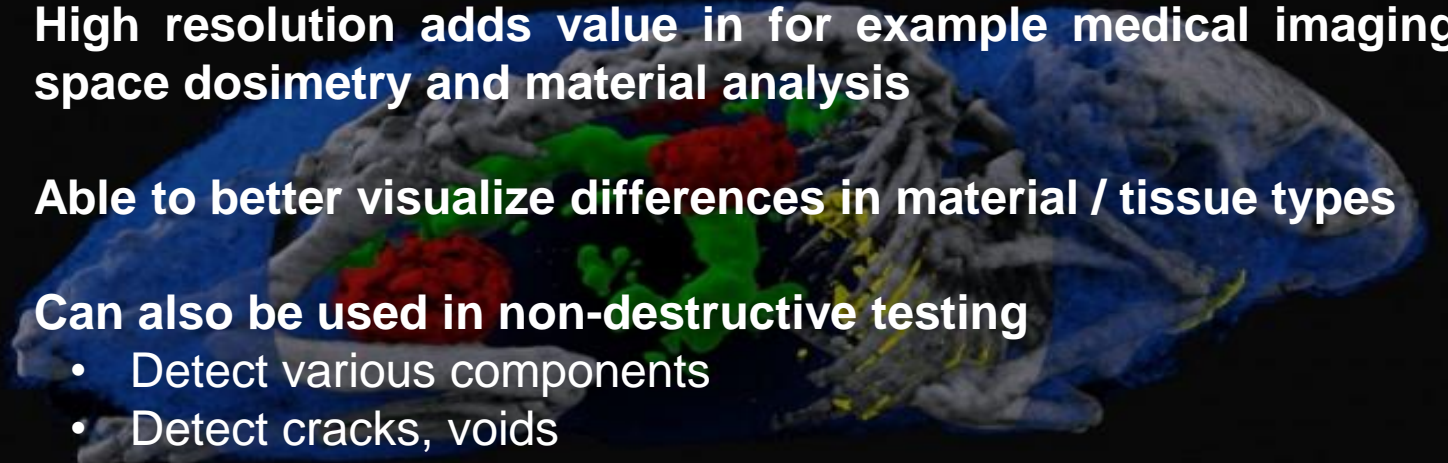 High resolution adds value in for example medical imaging
space dosimetry and material analysis
Able to better visualize differences in material / tissue types
Can also be used in non-destructive testing
• Detect various components
• Detect cracks, voids